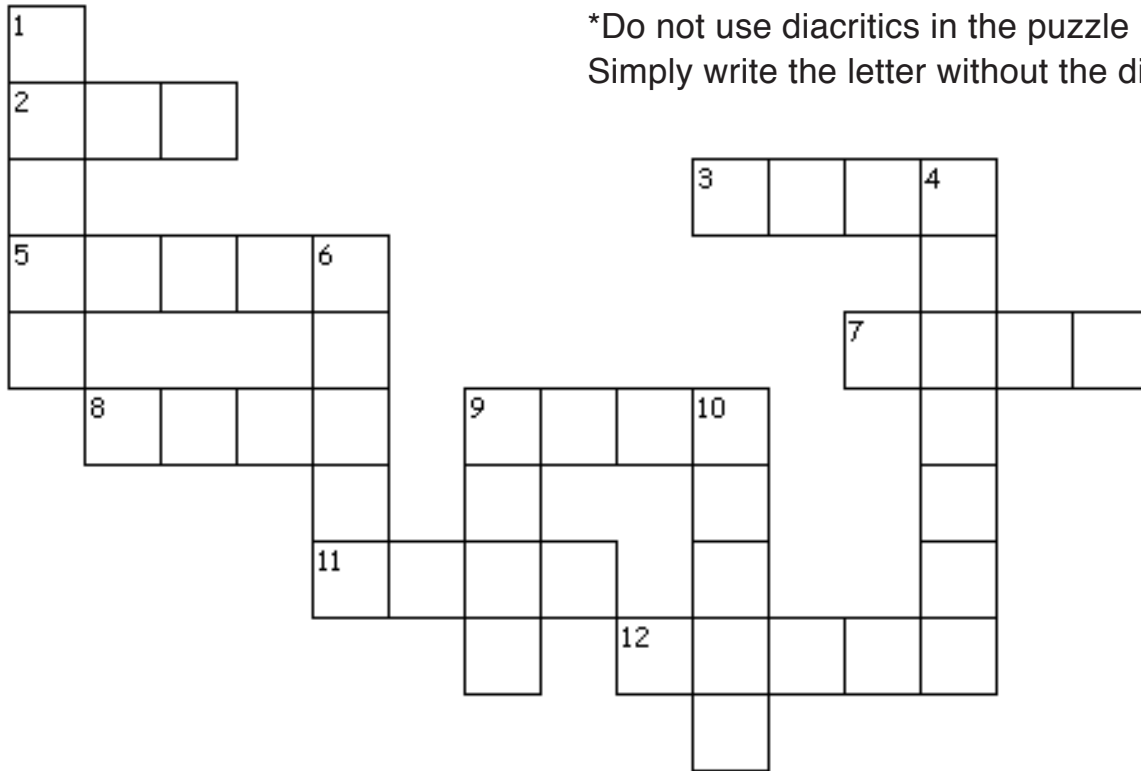 *Do not use diacritics in the puzzle
Simply write the letter without the di
1
2
3 4
5 6
7
8 9 10
11
12